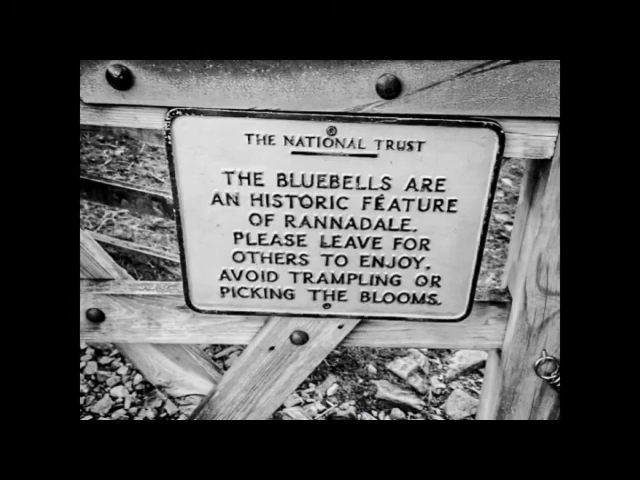 THE NATIONAL TRUST
THE BLUEBELLS ARE
AN HISTORIC FEATURE
OF RANNADALE.
PLEASE LEAVE FOR
OTHERS TO ENJOY.
AVOID TRAMPLING OR
PICKING THE BLOOMS.